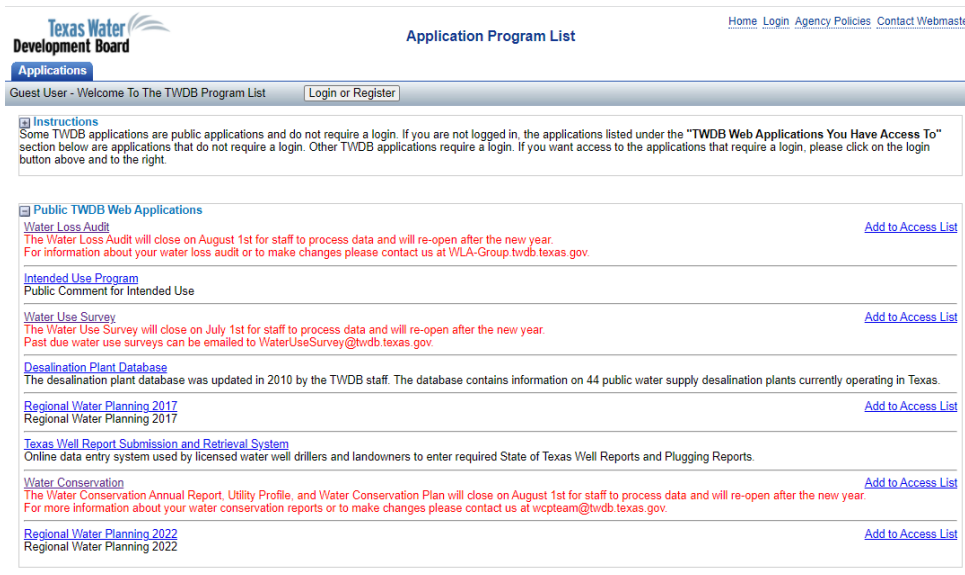 Texas Water
Development Board
Application Program List
Home Login Agency Policies Contact
Applications
Guest User - Welcome To The TWDB Program List
Login or Register
Instructions
Some TWDB applications are public applications and do not require a login. If you are not logged in, the applications listed under the "TWDB Web Applications You Have Access To"
section below are applications that do not require a login. Other TWDB applications require a login. If you want access to the applications that require a login, please click on the login
button above and to the right.
Public TWDB Web Applications
Water Loss Audit Add to Access List
The Water Loss Audit will close on August 1st for staff to process data and will re-open after the new year.
For information about your water loss audit or to make changes please contact us at WLA-Group.twdb.texas.gov.
Intended Use Program
Public Comment for Intended Use
Water Use Survey Add to Access List
The Water Use Survey will close on July 1st for staff to process data and will re-open after the new year.
Past due water use surveys can be emailed to WaterUseSurvey@twdb.texas.gov.
Desalination Plant Database
The desalination plant database was updated in 2010 by the TWDB staff. The database contains information on 44 public water supply desalination plants currently operating in Texas.
Regional Water Planning 2017 Add to Access List
Regional Water Planning 2017
Texas Well Report Submission and Retrieval System
Online data entry system used by licensed water well drillers and landowners to enter required State of Texas Well Reports and Plugging Reports.
Water Conservation Add to Access List
The Water Conservation Annual Report, Utility Profile, and Water Conservation Plan will close on August 1st for staff to process data and will re-open after the new year.
For more information about your water conservation reports or to make changes please contact us at wcpteam@twdb.texas.gov.
Regional Water Planning 2022 Add to Access List
Regional Water Planning 2022